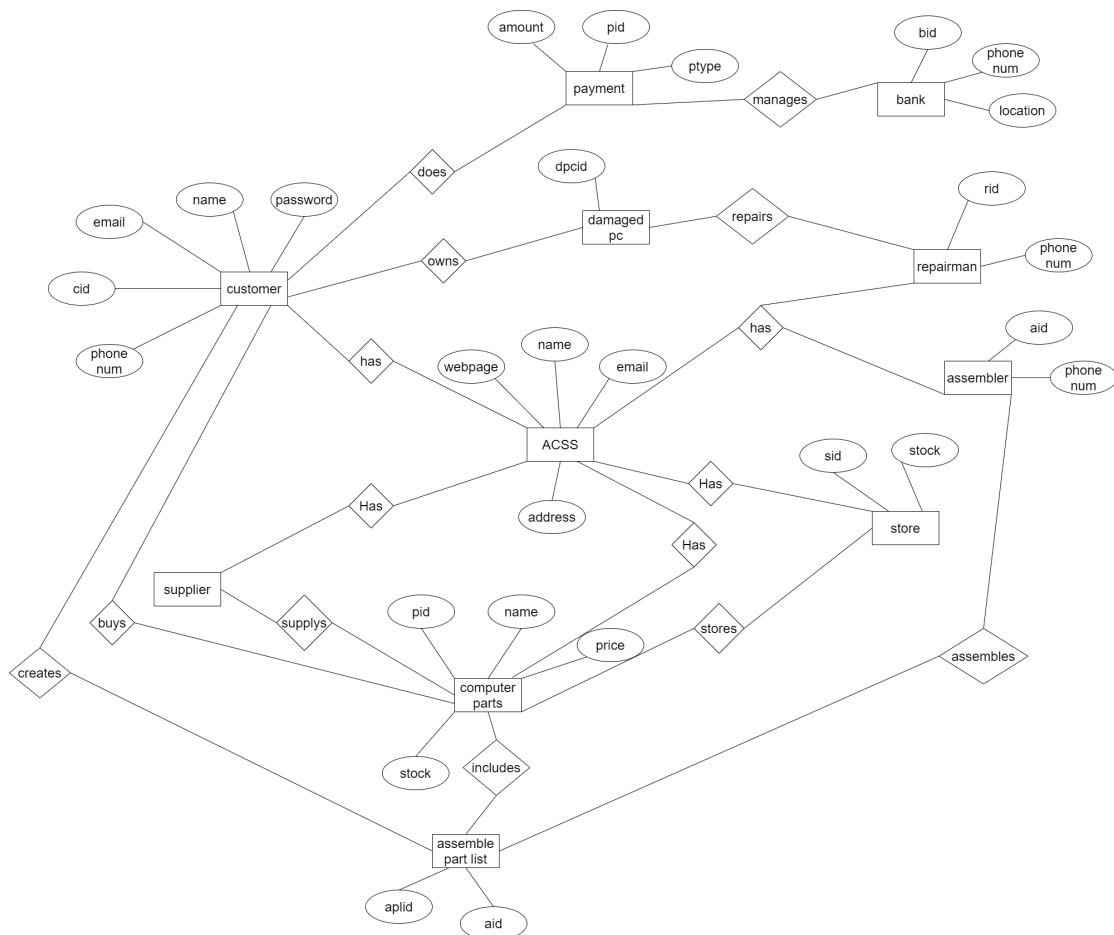 amount
pid
bid
phone
num
ptype
payment
manages
bank
location
does
dpcid
name
password
rid
email
damaged
pc
repairs
owns
phone
num
repairman
cid
customer
phone
num
has
name
has
aid
webpage
email
assembler
phone
num
ACSS
stock
sid
Has
Has
address
store
Has
supplier
pid
name
buys
supplys
stores
price
creates
assembles
computer
parts
stock
includes
assemble
part list
aplid
aid